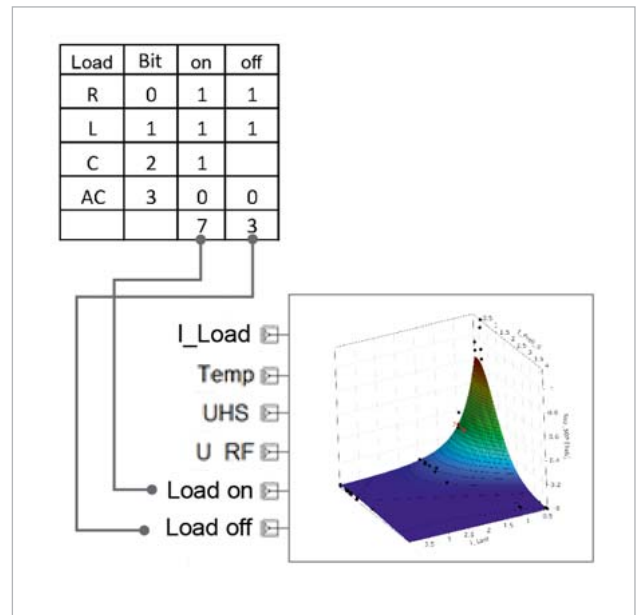 Load Bit on off
R 0 1 1
L 1 1 1
C 2 1
AC 3 0 0
7 3
I_Load
Temp
UHS
U RF
Load on
Load off